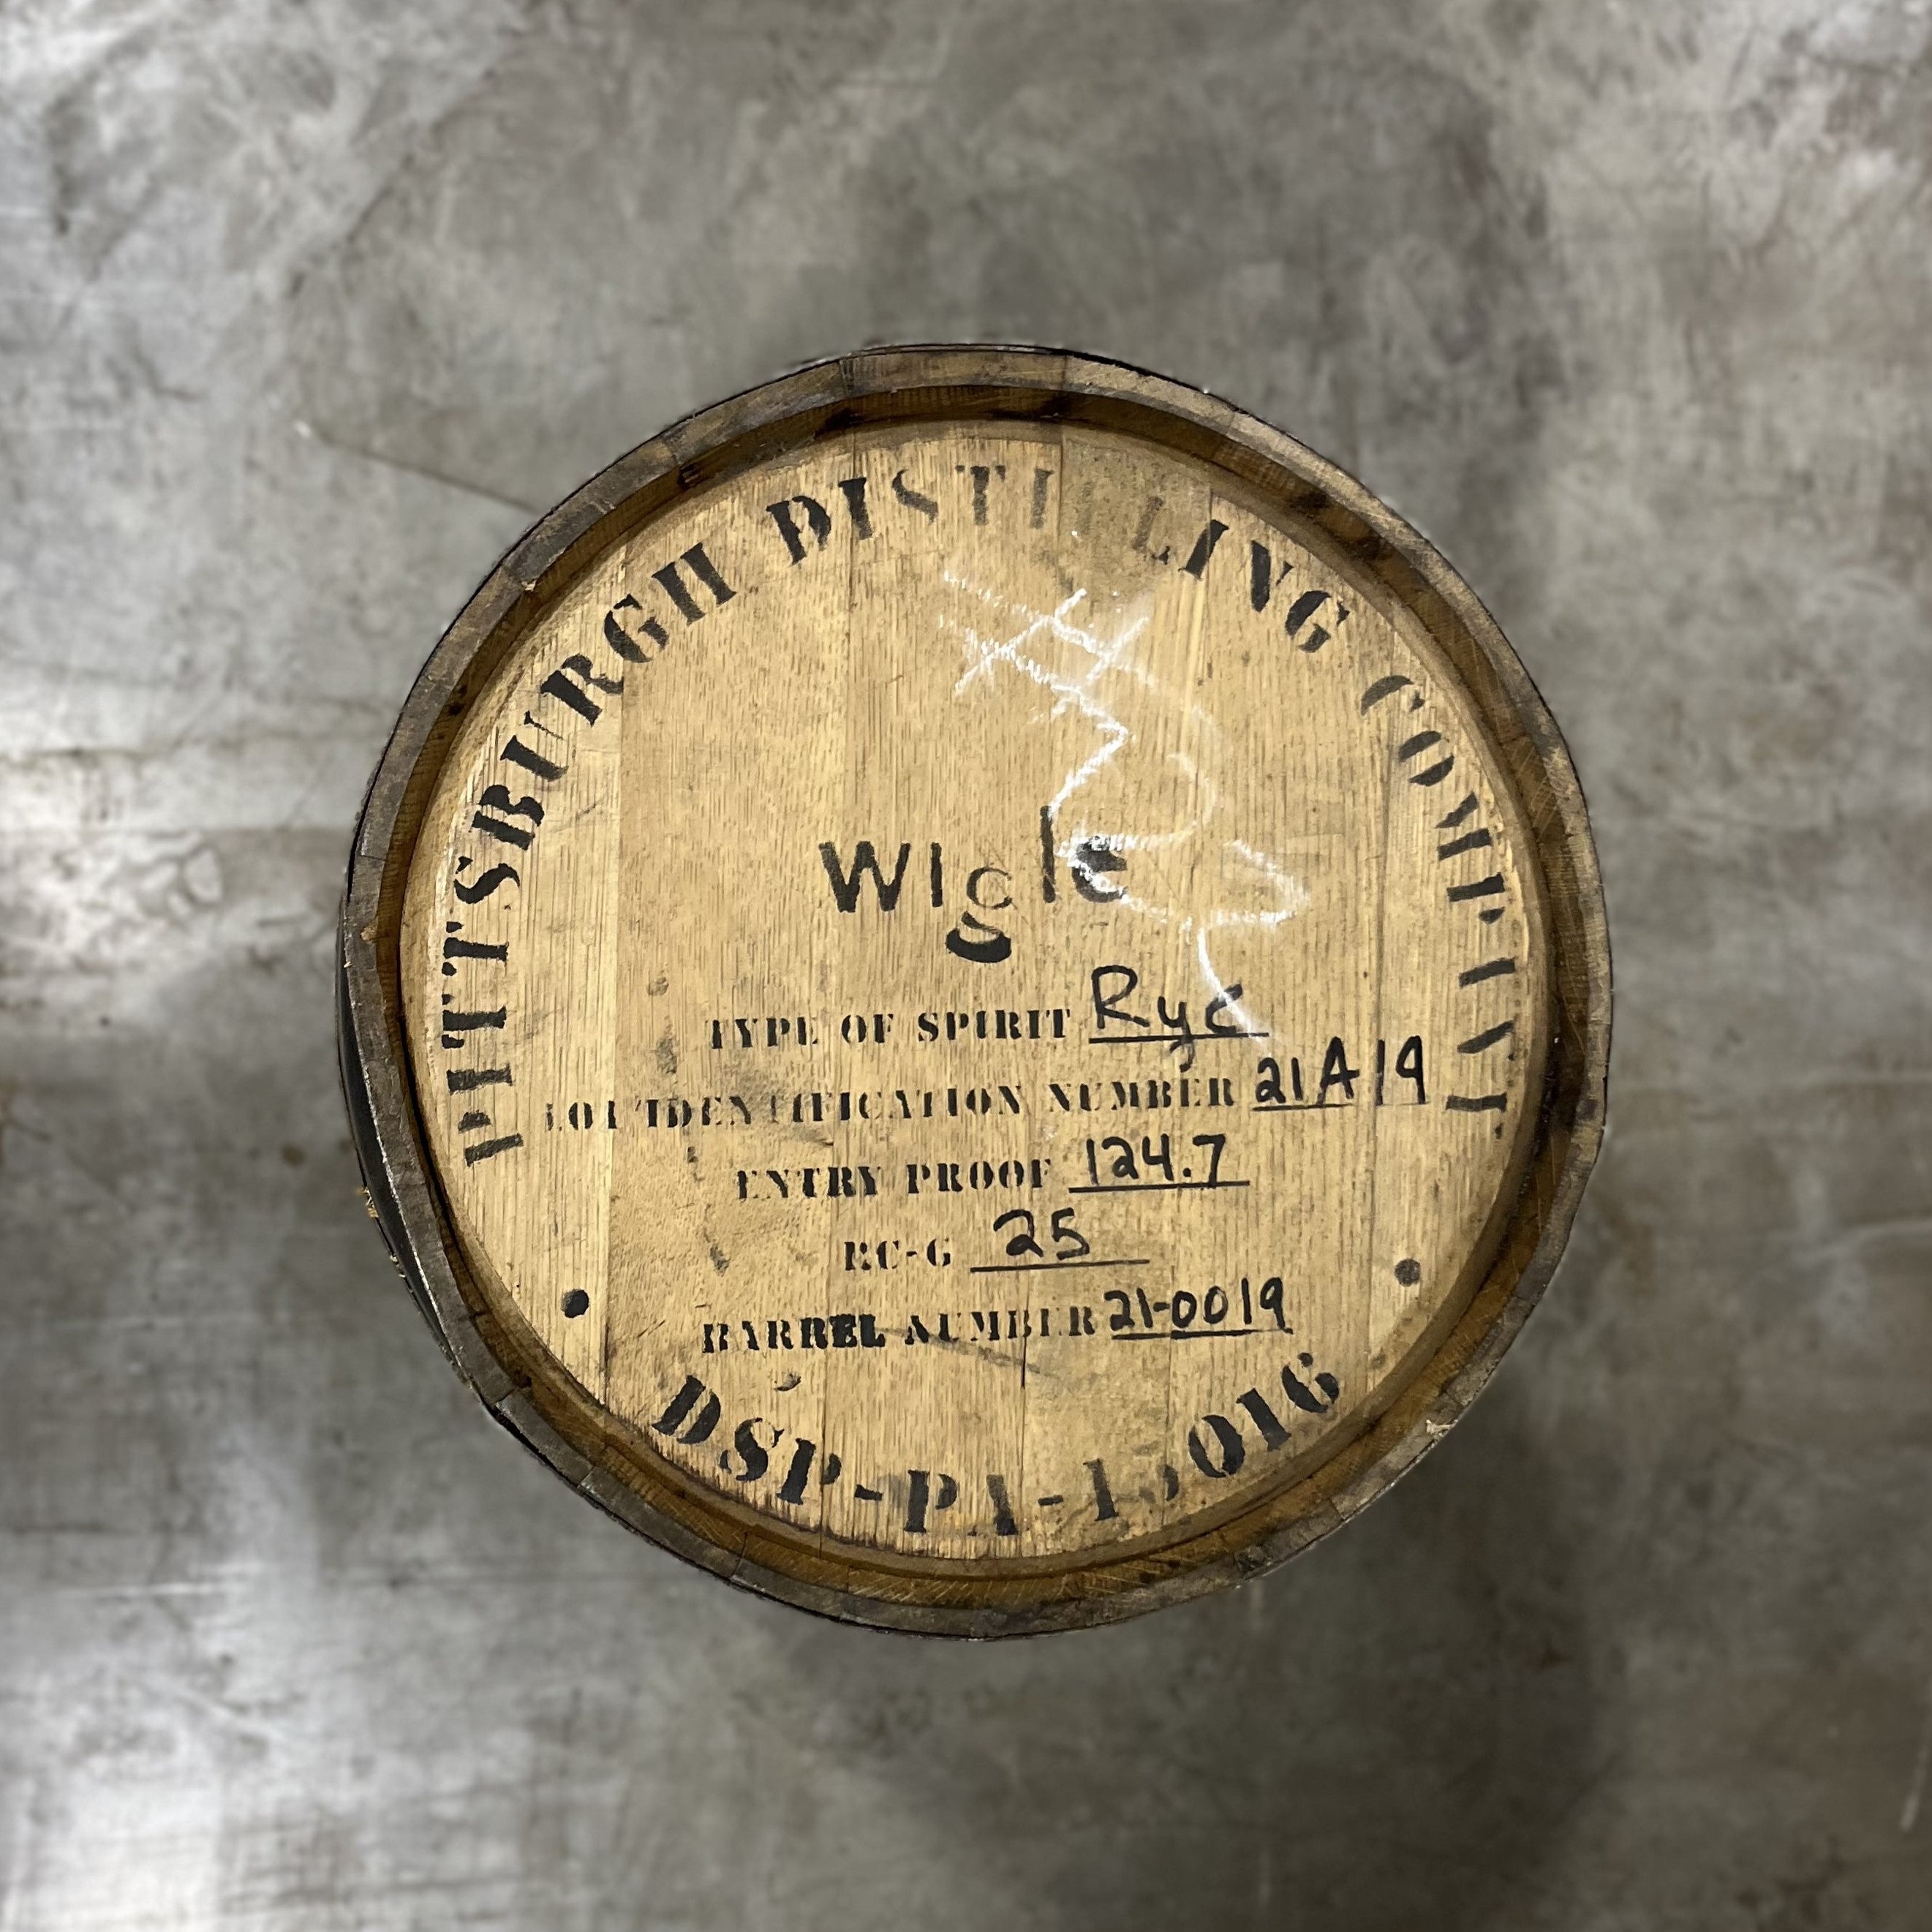 PITTSBURGH DISTILLING COMPANY
Wigle
TYPE OF SPIRIT Rye
LOT IDENTIFICATION NUMBER 21A19
ENTRY PROOF 124.7
RC-G 25
BARREL NUMBER 21-0019
DSP-PA-15016